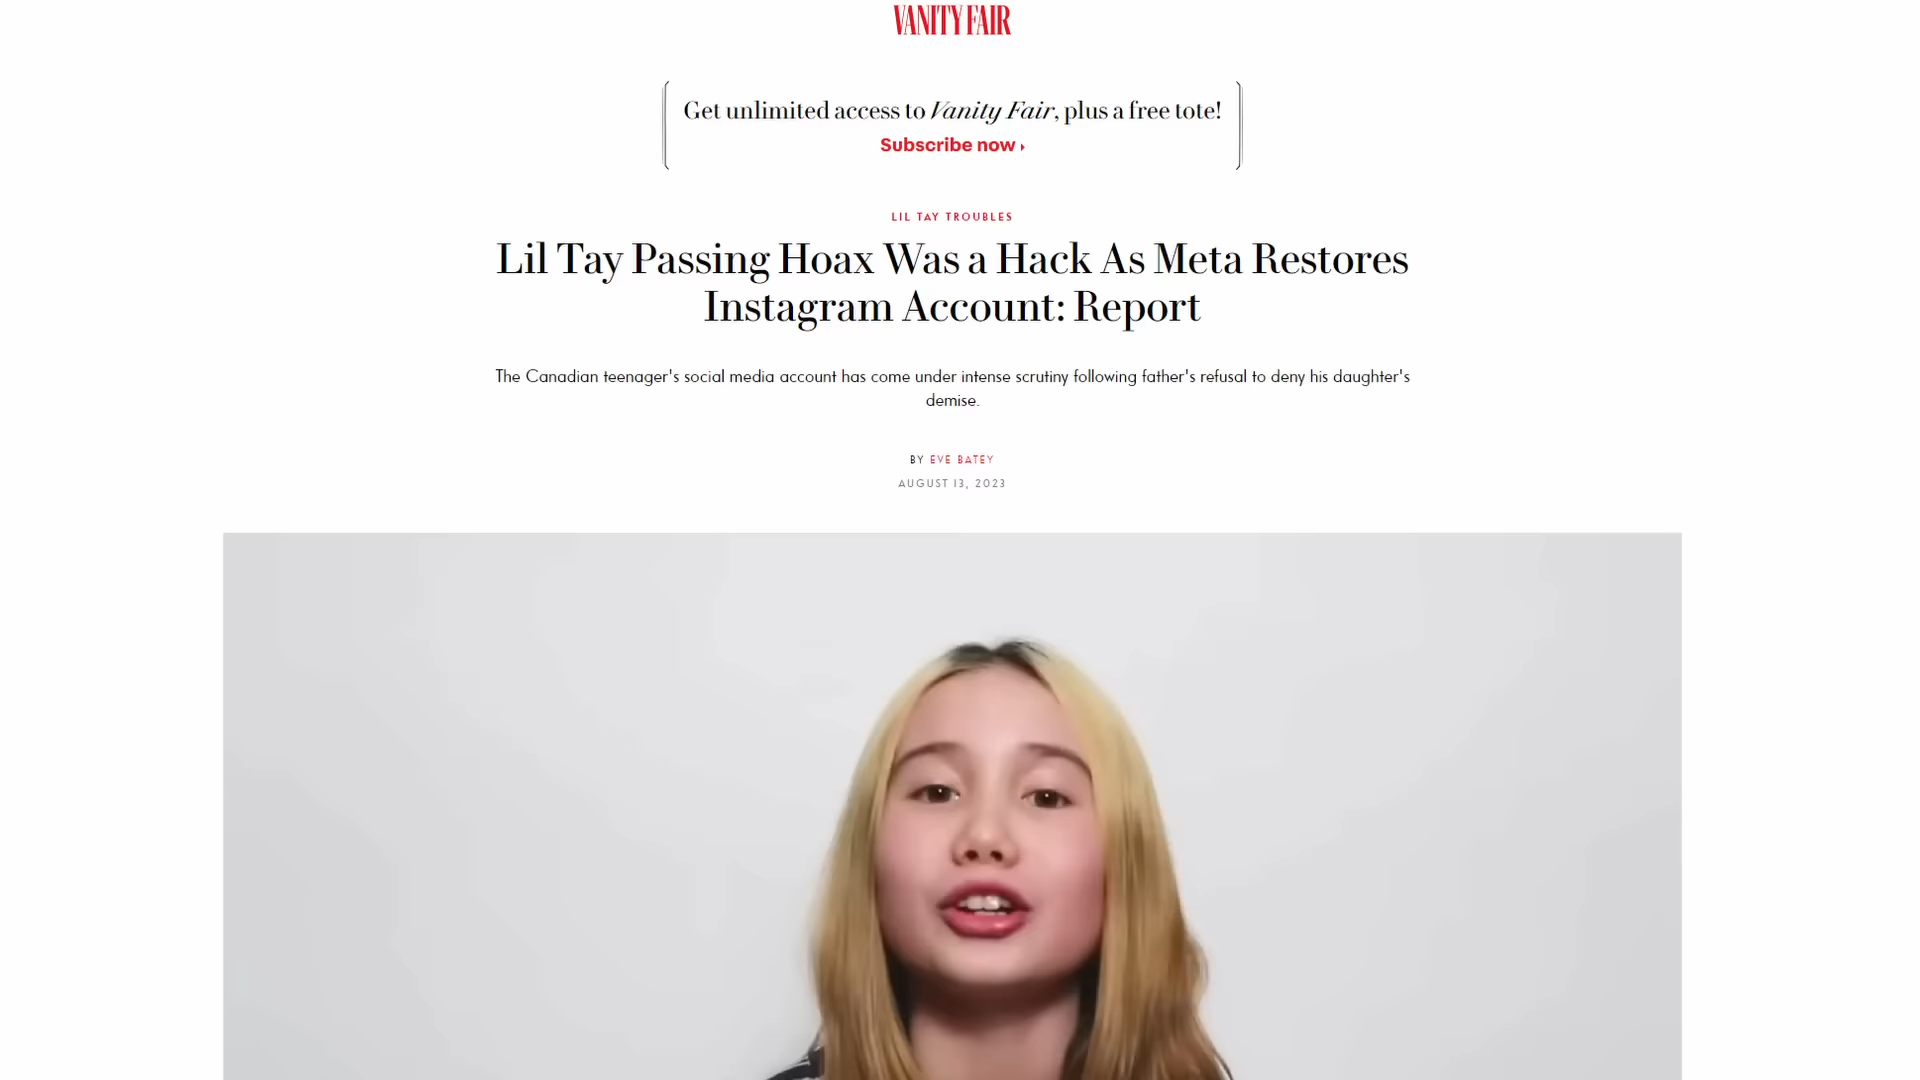 VANITY FAIR
Get unlimited access to Vanity Fair, plus a free tote!
Subscribe now
LIL TAY TROUBLES
Lil Tay Passing Hoax Was a Hack As Meta Restores
Instagram Account: Report
The Canadian teenager's social media account has come under intense scrutiny following father's refusal to deny his daughter's
demise.
BY EVE BATEY
AUGUST 13, 2023